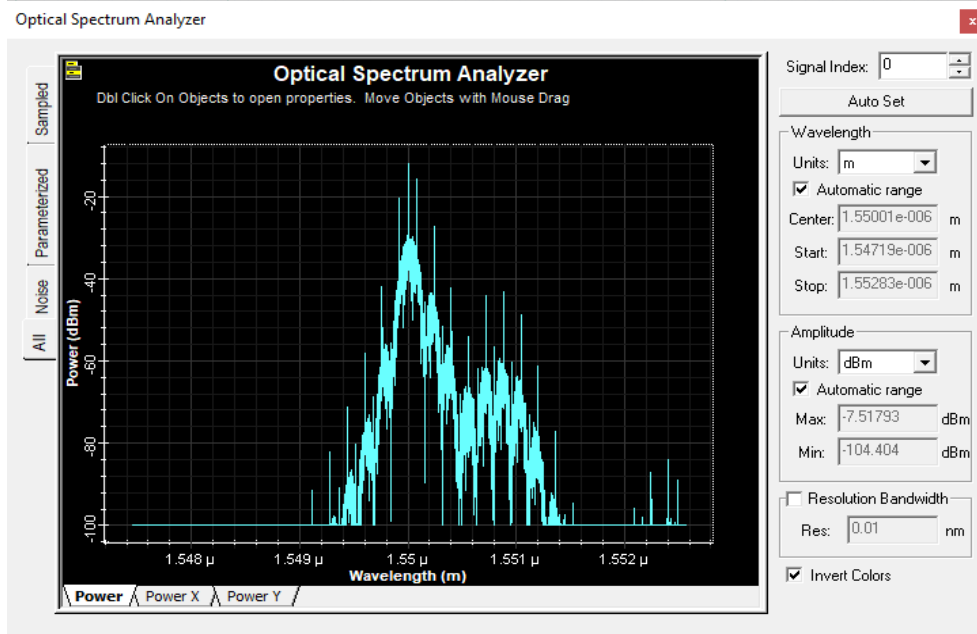 Optical Spectrum Analyzer
x
Optical Spectrum Analyzer
Dbl Click On Objects to open properties. Move Objects with Mouse Drag
Sampled
Parameterized
Noise
All
Power (dBm)
-20
-40
-60
-80
-100
1.548 µ
1.549 µ
1.55 µ
1.551 µ
1.552 µ
Wavelength (m)
Power
Power X
Power Y
Signal Index: 0
Auto Set
Wavelength
Units: m
Automatic range
Center: 1.55001e-006 m
Start: 1.54719e-006 m
Stop: 1.55283e-006 m
Amplitude
Units: dBm
Automatic range
Max: -7.51793 dBm
Min: -104.404 dBm
Resolution Bandwidth
Res: 0.01 nm
Invert Colors